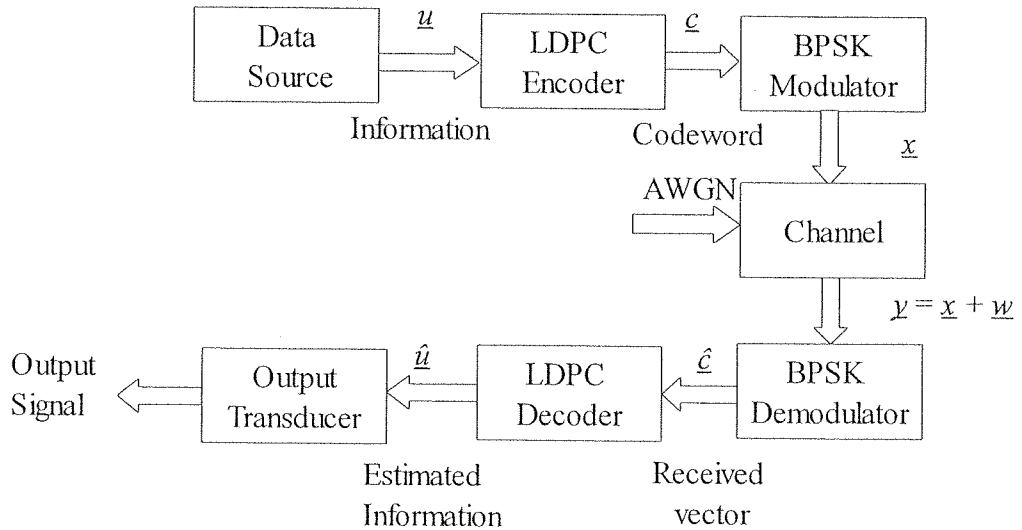 Data
Source
u
LDPC
Encoder
c
BPSK
Modulator
Information
Codeword
x
AWGN
Channel
y = x + w
Output
Signal
Output
Transducer
û
LDPC
Decoder
ĉ
BPSK
Demodulator
Estimated
Information
Received
vector